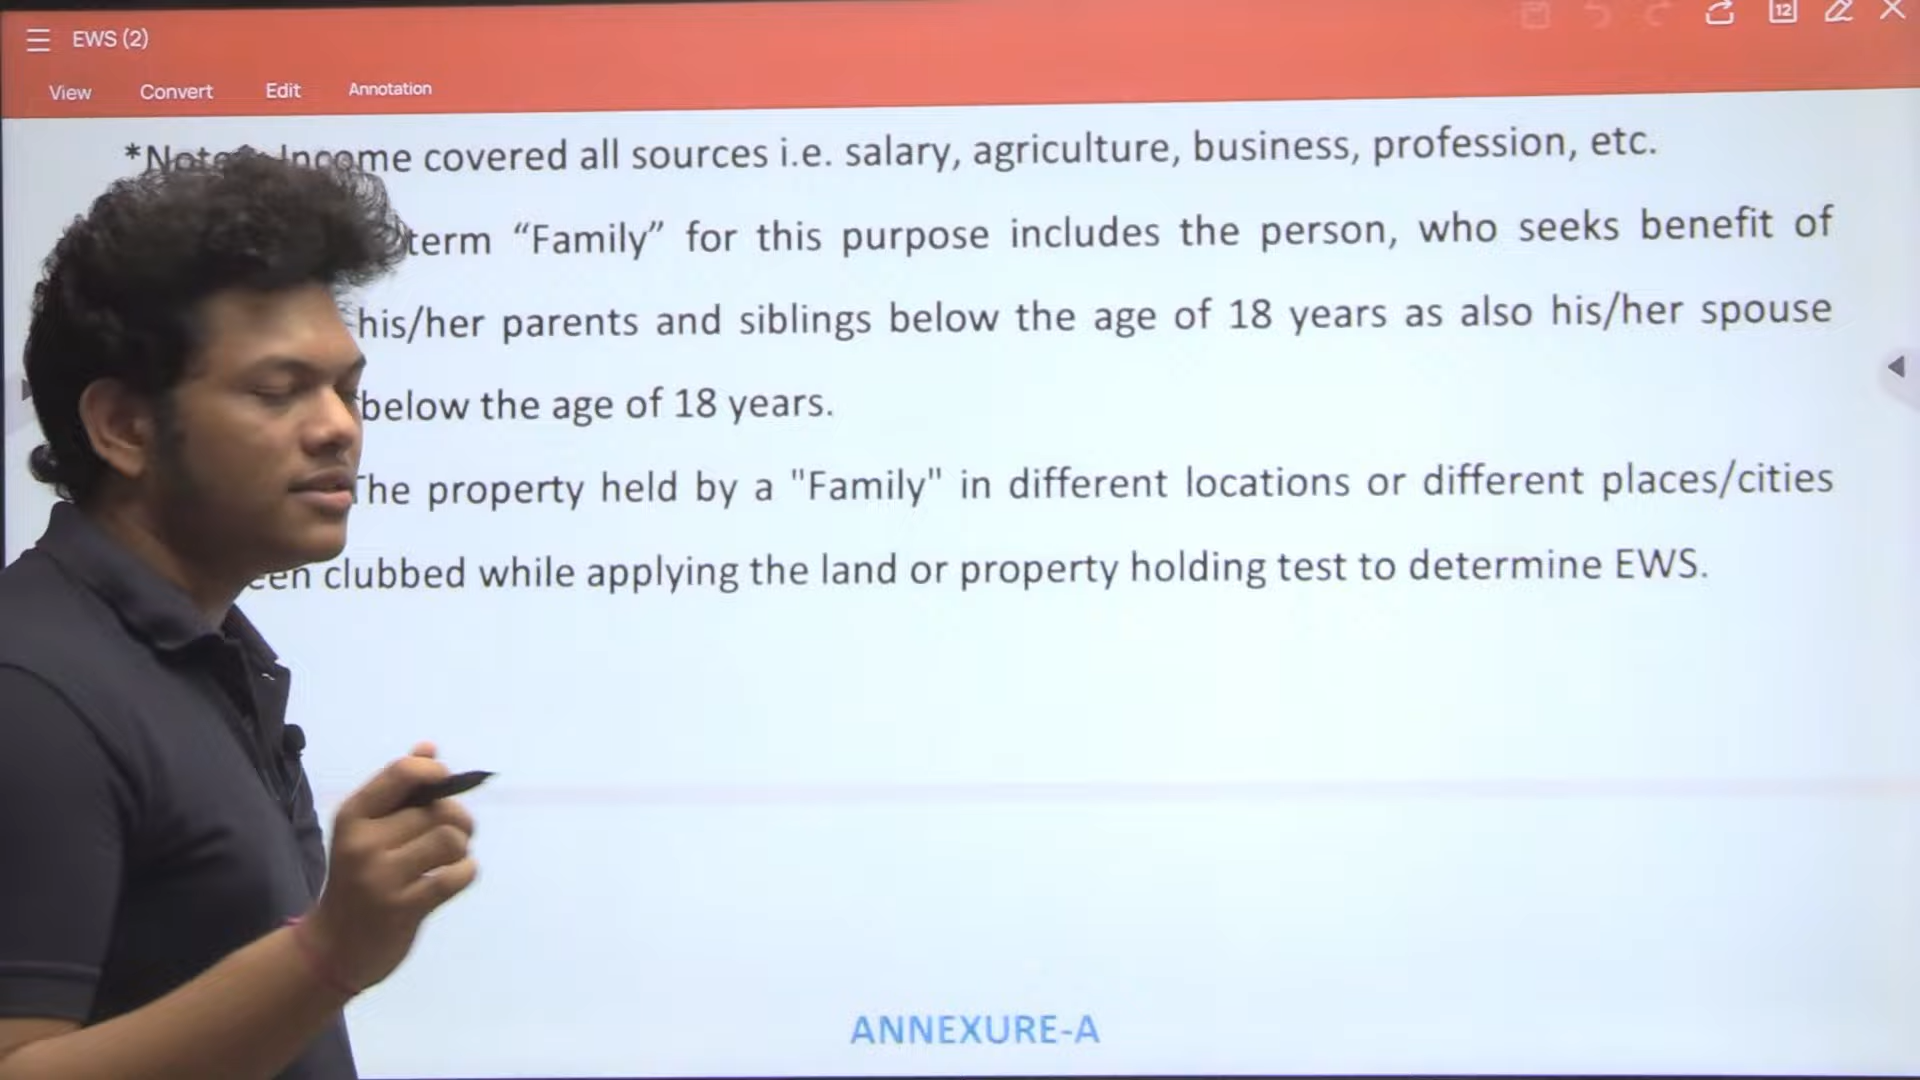 EWS (2)
12
View Convert Edit Annotation
*Note: Income covered all sources i.e. salary, agriculture, business, profession, etc.
term “Family” for this purpose includes the person, who seeks benefit of
his/her parents and siblings below the age of 18 years as also his/her spouse
below the age of 18 years.
The property held by a "Family" in different locations or different places/cities
clubbed while applying the land or property holding test to determine EWS.
ANNEXURE-A